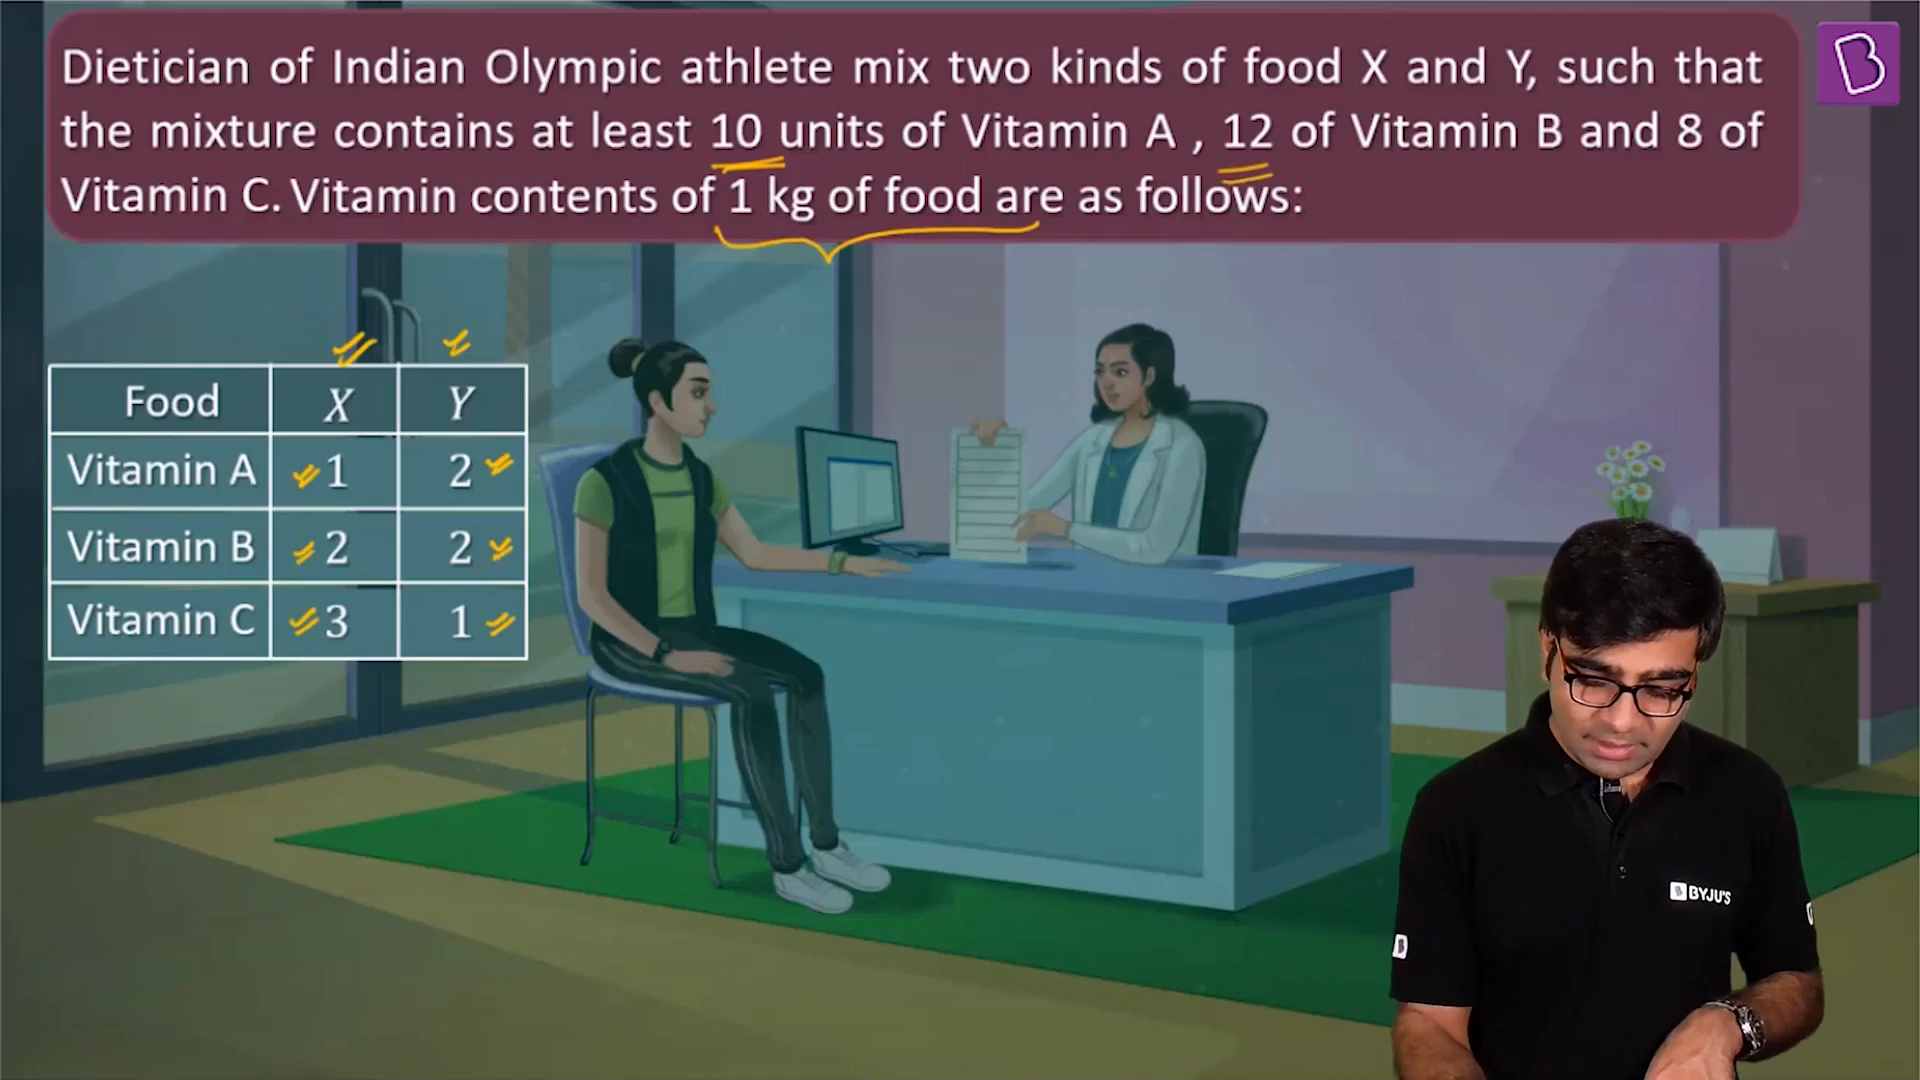 Dietician of Indian Olympic athlete mix two kinds of food X and Y, such that
the mixture contains at least 10 units of Vitamin A , 12 of Vitamin B and 8 of
Vitamin C. Vitamin contents of 1 kg of food are as follows:
Food X Y
Vitamin A 1 2
Vitamin B 2 2
Vitamin C 3 1
BYJU'S